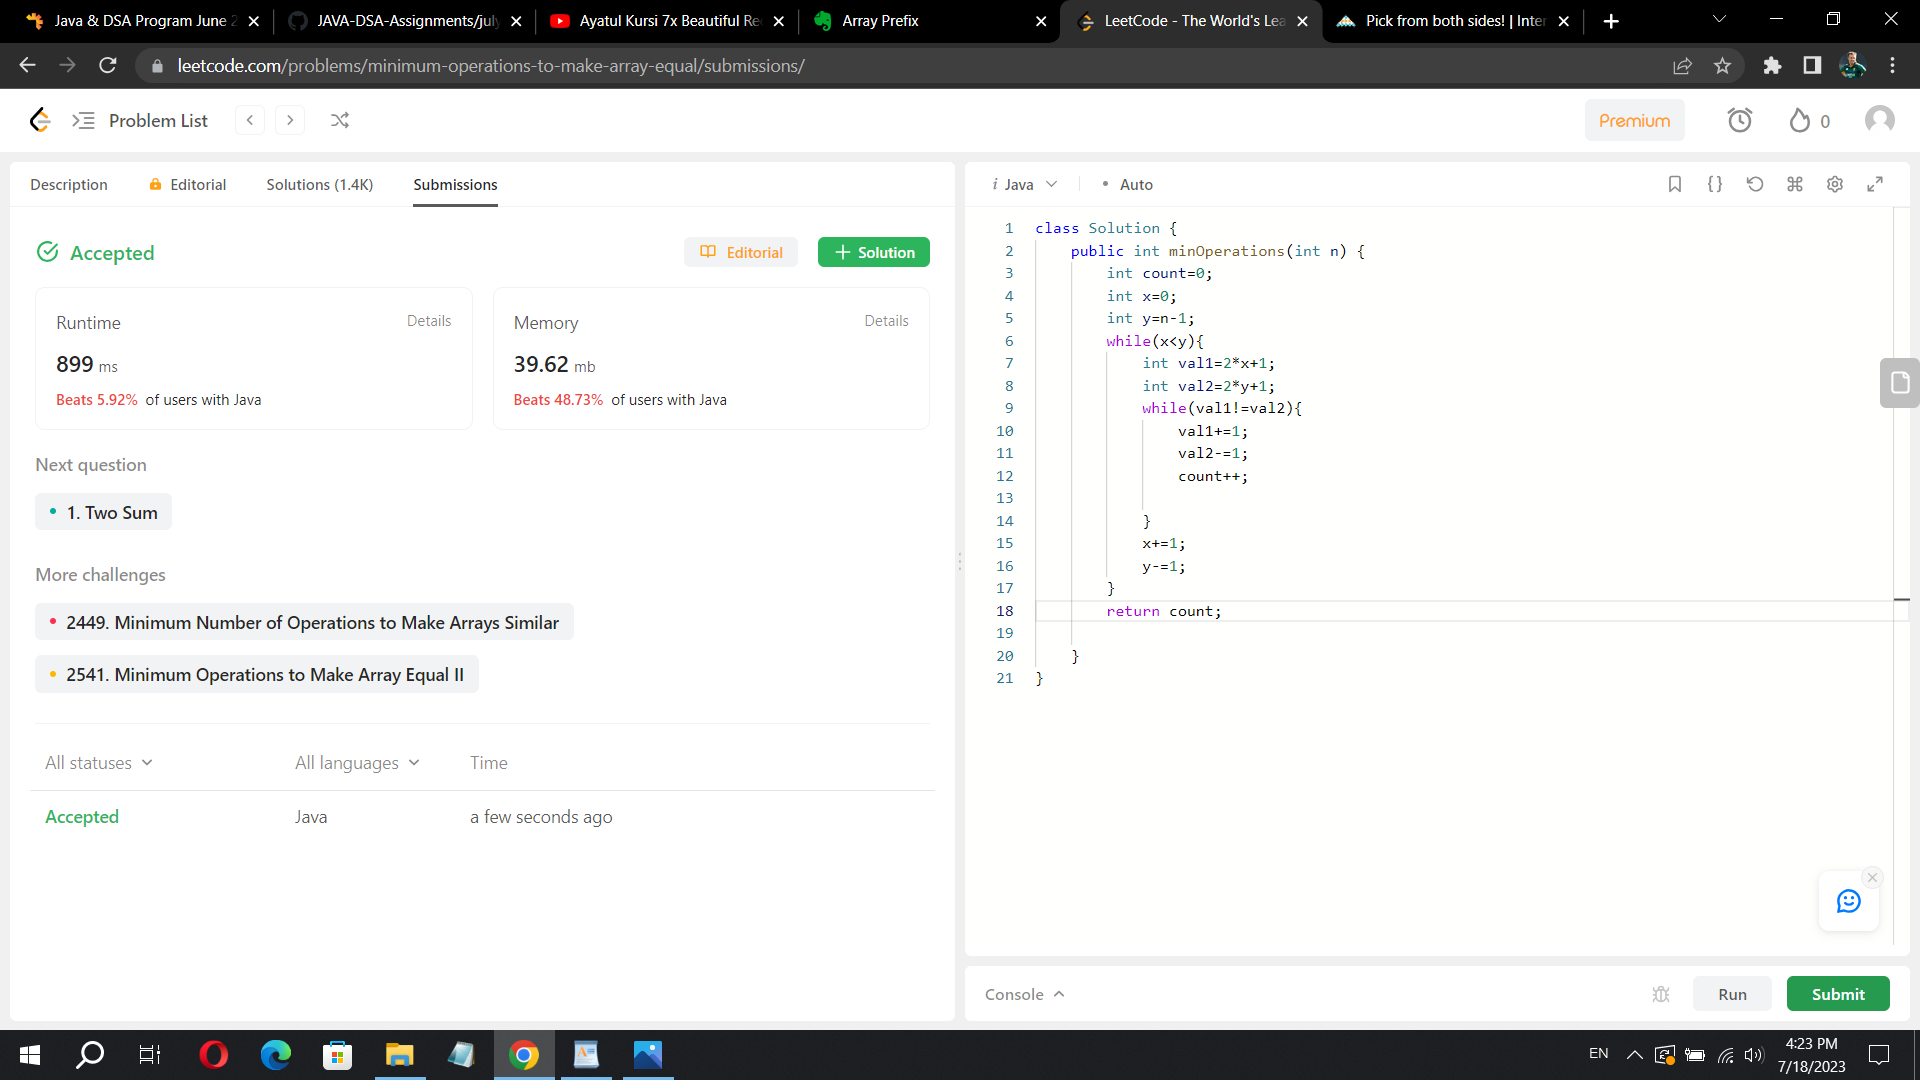 Java & DSA Program June 2
JAVA-DSA-Assignments/july
Ayatul Kursi 7x Beautiful Re
Array Prefix
LeetCode - The World's Lea
Pick from both sides! | Inter
leetcode.com/problems/minimum-operations-to-make-array-equal/submissions/
Problem List
Premium
0
Description
Editorial
Solutions (1.4K)
Submissions
Accepted
Editorial
Solution
Runtime
Details
899 ms
Beats 5.92% of users with Java
Memory
Details
39.62 mb
Beats 48.73% of users with Java
Next question
1. Two Sum
More challenges
2449. Minimum Number of Operations to Make Arrays Similar
2541. Minimum Operations to Make Array Equal II
All statuses
All languages
Time
Accepted
Java
a few seconds ago
i Java
• Auto
{}
1 class Solution {
2 public int minOperations(int n) {
3 int count=0;
4 int x=0;
5 int y=n-1;
6 while(x<y){
7 int val1=2*x+1;
8 int val2=2*y+1;
9 while(val1!=val2){
10 val1+=1;
11 val2-=1;
12 count++;
13
14 }
15 x+=1;
16 y-=1;
17 }
18 return count;
19
20 }
21 }
Console
Run
Submit
EN
4:23 PM
7/18/2023